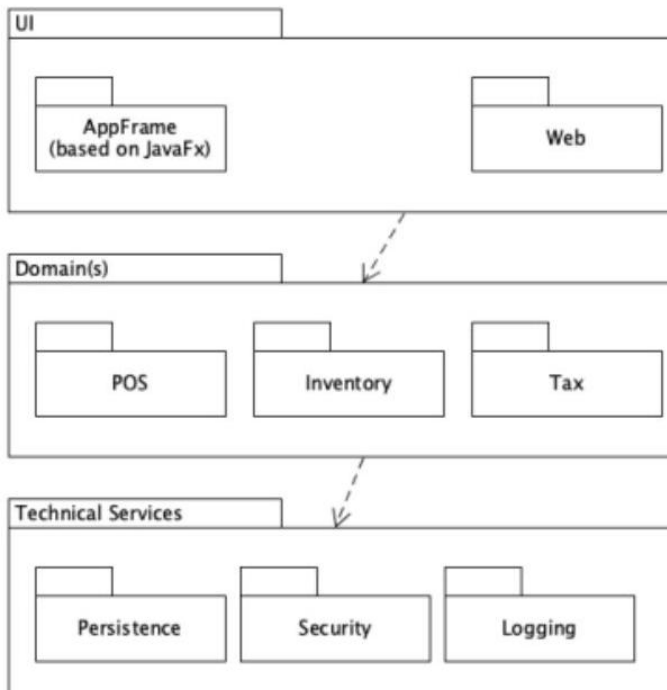 UI
AppFrame
(based on JavaFx)
Web
Domain(s)
POS
Inventory
Tax
Technical Services
Persistence
Security
Logging